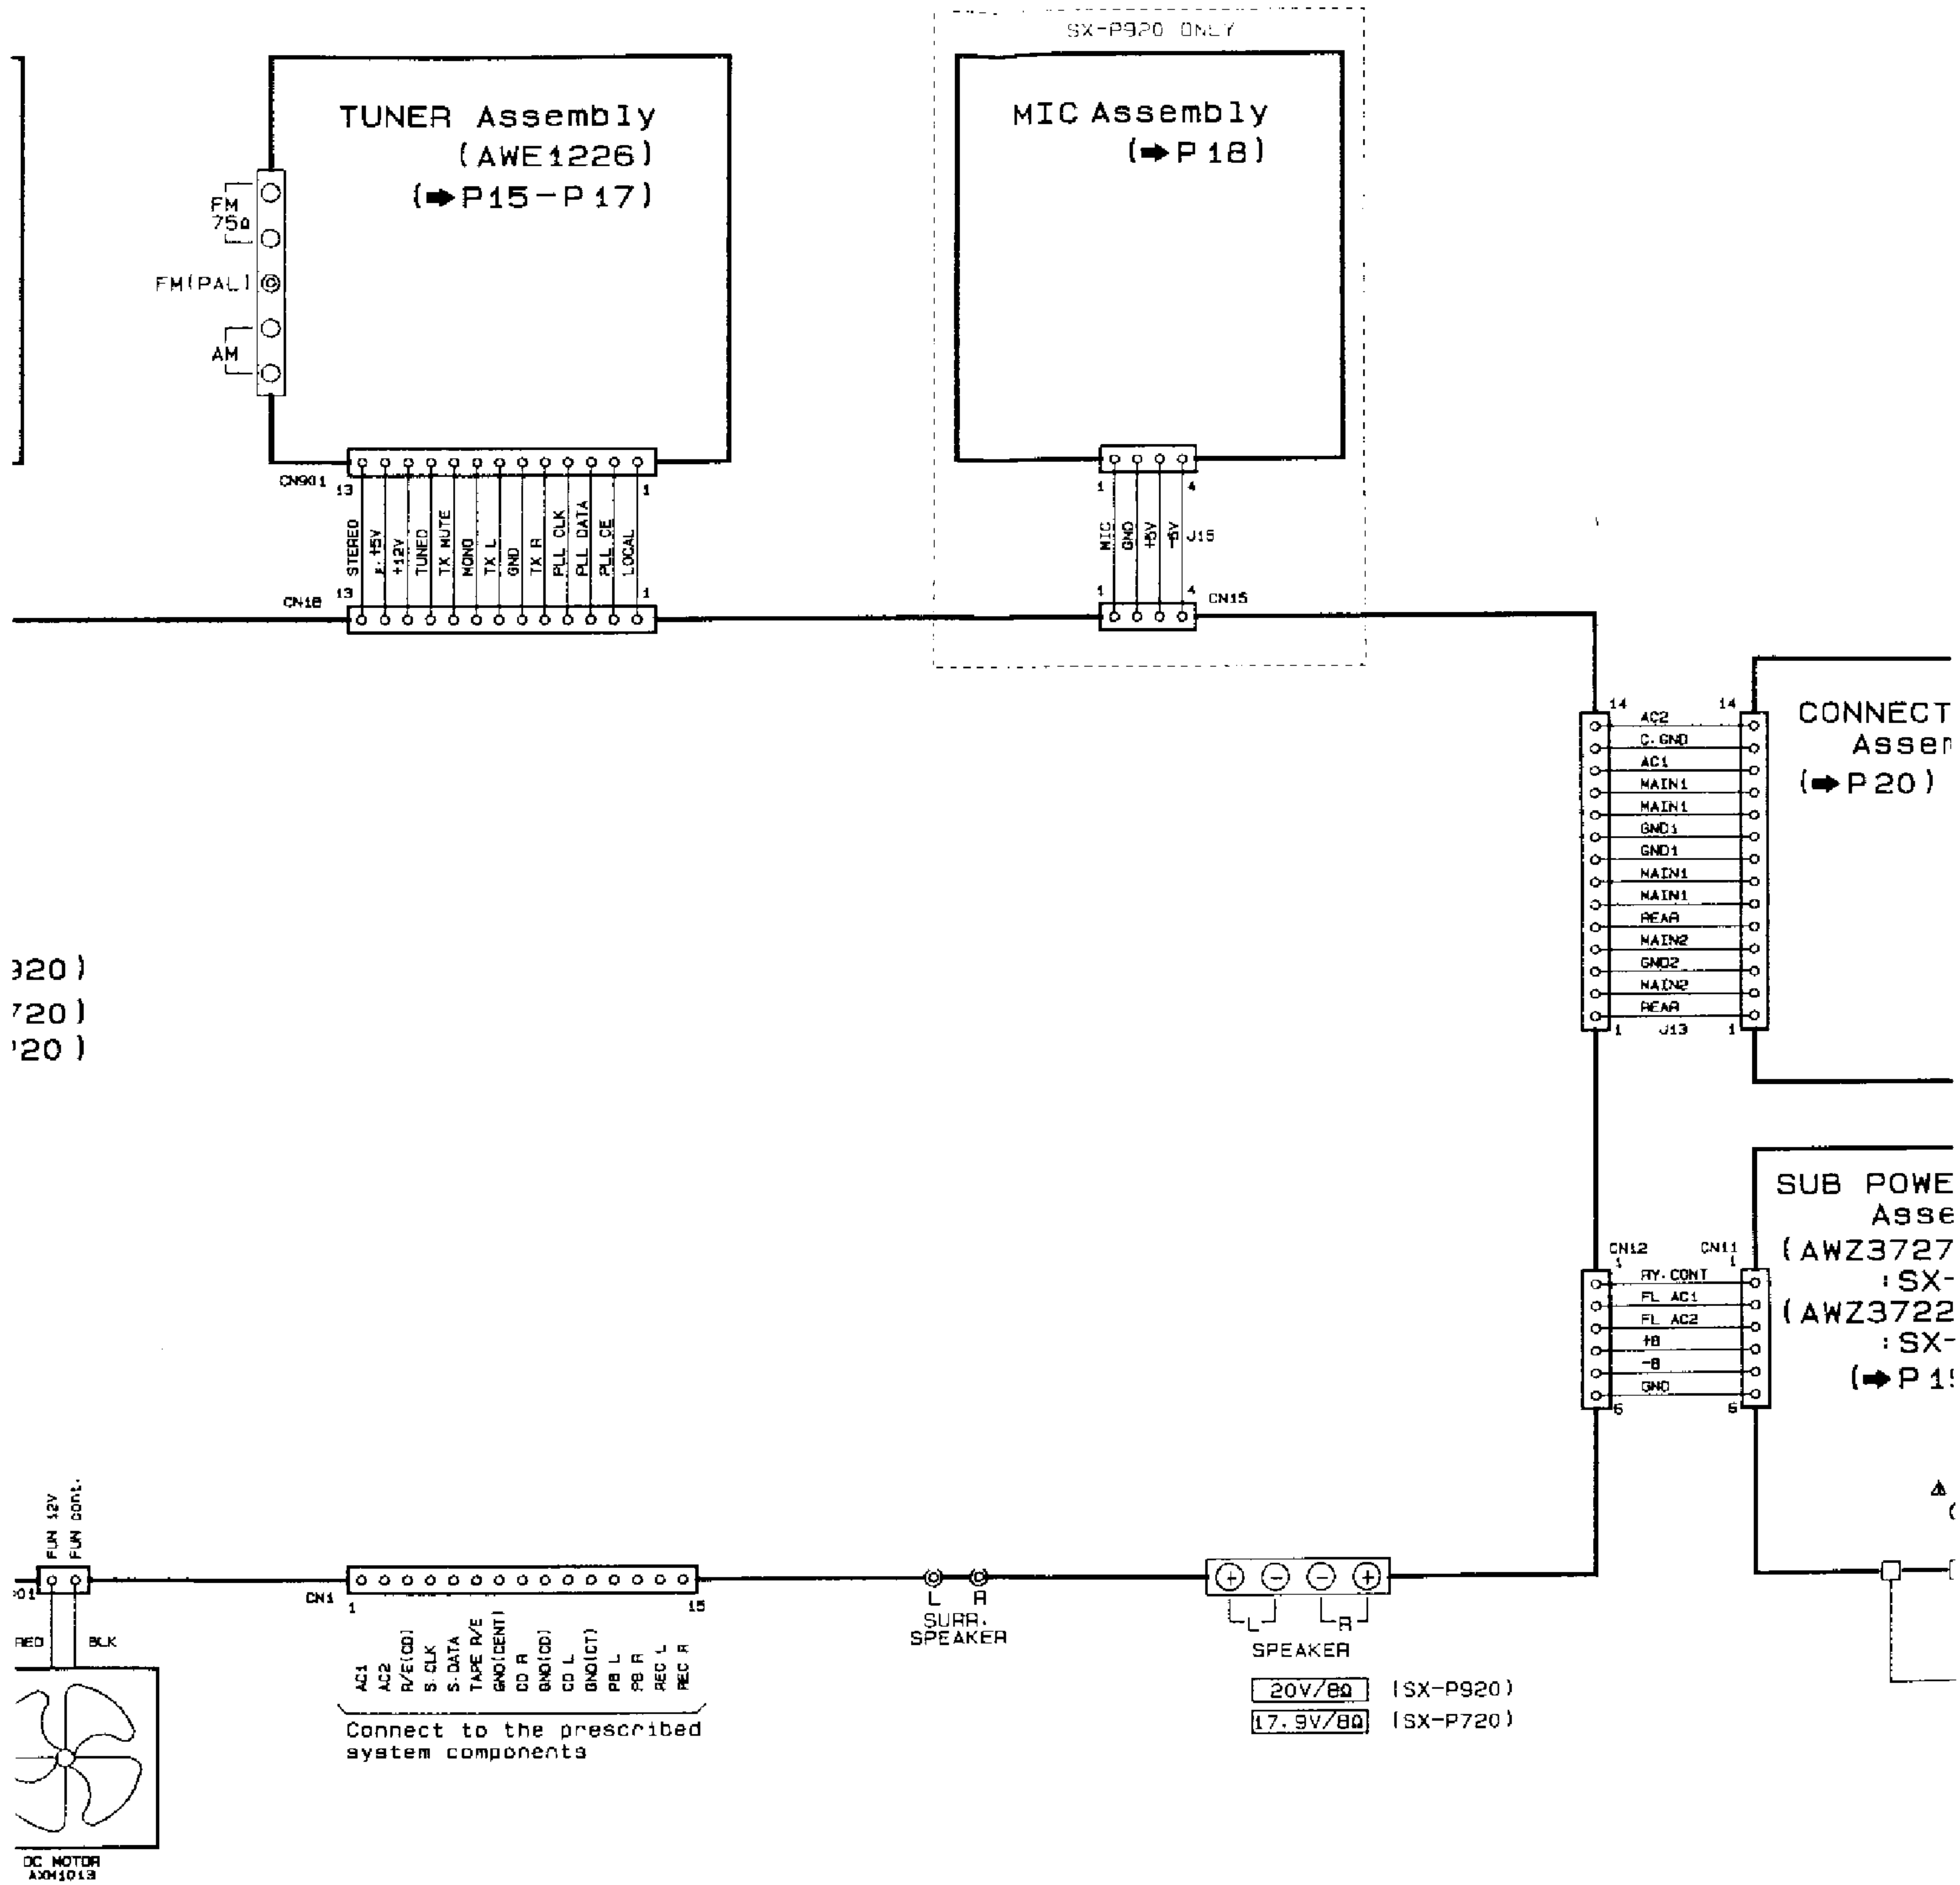 SX-P920 ONLY
TUNER Assembly
(AWE1226)
(➡P15-P17)
MIC Assembly
(➡P18)
FM
75Ω
FM(PAL)
AM
CN901
13
1
STEREO
+12V
TUNED
TX MUTE
MONO
TX L
GND
TX R
PLL CLK
PLL DATA
PLL CE
LOCAL
CN18
13
1
1
4
MIC
GND
+5V
J15
1
4
CN15
14
14
AC2
C.GND
AC1
MAIN1
MAIN1
GND1
GND1
MAIN1
MAIN1
REAR
MAIN2
GND2
MAIN2
REAR
1
J13
1
CONNECT
Assem
(➡P20)
920)
720)
20)
SUB POWE
Asse
(AWZ3727
:SX-
(AWZ3722
:SX-
(➡P1
CN12
CN11
1
1
RY.CONT
FL AC1
FL AC2
+B
-B
GND
6
6
FUN 12V
FUN cont.
01
RED
BLK
DC MOTOR
AXM1013
CN1
1
15
AC1
AC2
R/E(CD)
S.CLK
S.DATA
TAPE R/E
GND(CENT)
CD R
GND(CD)
CD L
GND(CT)
PB L
PB R
REC L
REC R
Connect to the prescribed
system components
L R
SURR.
SPEAKER
+ - - +
L R
SPEAKER
20V/8Ω (SX-P920)
17.9V/8Ω (SX-P720)